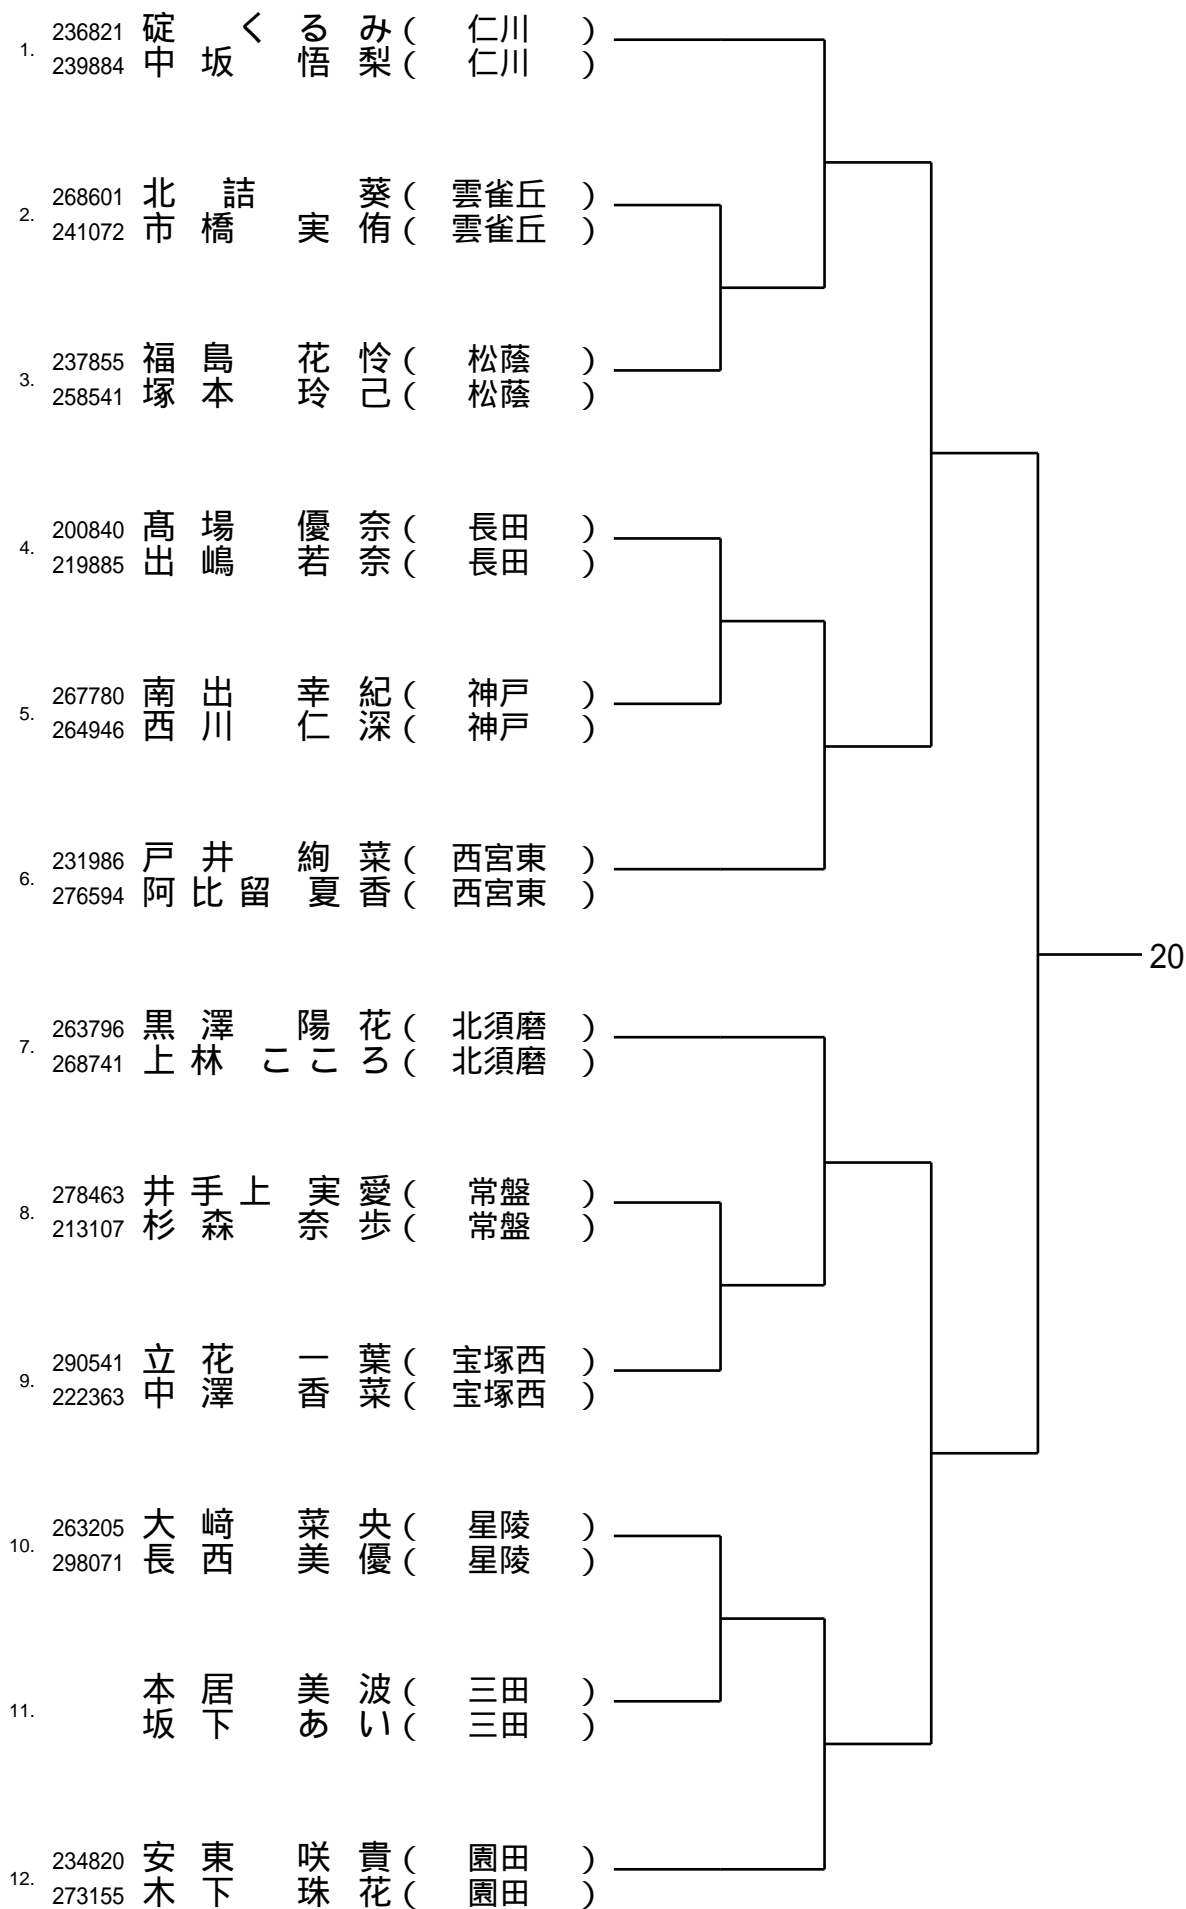 1. 236821 碇 くるみ( 仁川 )
239884 中坂 悟梨( 仁川 )
2. 268601 北詰 葵( 雲雀丘 )
241072 市橋 実侑( 雲雀丘 )
3. 237855 福島 花怜( 松蔭 )
258541 塚本 玲己( 松蔭 )
4. 200840 髙場 優奈( 長田 )
219885 出嶋 若奈( 長田 )
5. 267780 南出 幸紀( 神戸 )
264946 西川 仁深( 神戸 )
6. 231986 戸井 絢菜( 西宮東 )
276594 阿比留 夏香( 西宮東 )
20
7. 263796 黒澤 陽花( 北須磨 )
268741 上林 こころ( 北須磨 )
8. 278463 井手上 実愛( 常盤 )
213107 杉森 奈歩( 常盤 )
9. 290541 立花 一葉( 宝塚西 )
222363 中澤 香菜( 宝塚西 )
10. 263205 大﨑 菜央( 星陵 )
298071 長西 美優( 星陵 )
11. 本居 美波( 三田 )
坂下 あい( 三田 )
12. 234820 安東 咲貴( 園田 )
273155 木下 珠花( 園田 )